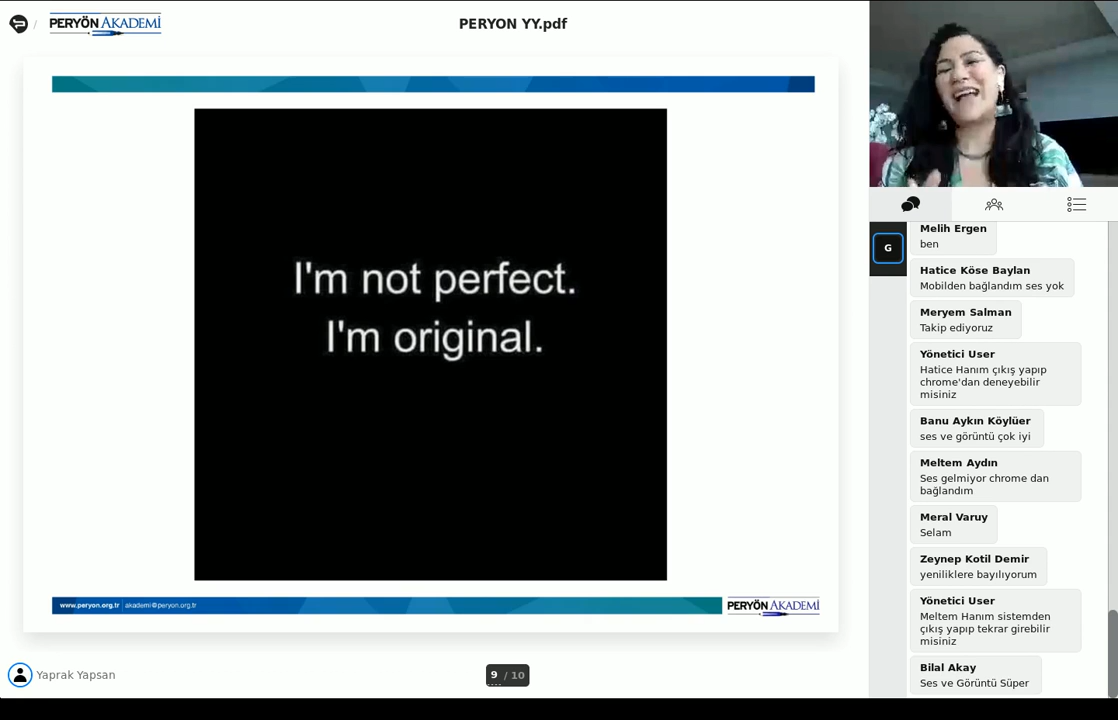 PERYÖN AKADEMİ
PERYON YY.pdf
I'm not perfect.
I'm original.
www.peryon.org.tr | akademi@peryon.org.tr
PERYÖN AKADEMİ
Yaprak Yapsan
9 / 10
G
Melih Ergen
ben
Hatice Köse Baylan
Mobilden bağlandım ses yok
Meryem Salman
Takip ediyoruz
Yönetici User
Hatice Hanım çıkış yapıp
chrome'dan deneyebilir
misiniz
Banu Aykın Köylüer
ses ve görüntü çok iyi
Meltem Aydın
Ses gelmiyor chrome dan
bağlandım
Meral Varuy
Selam
Zeynep Kotil Demir
yeniliklere bayılıyorum
Yönetici User
Meltem Hanım sistemden
çıkış yapıp tekrar girebilir
misiniz
Bilal Akay
Ses ve Görüntü Süper